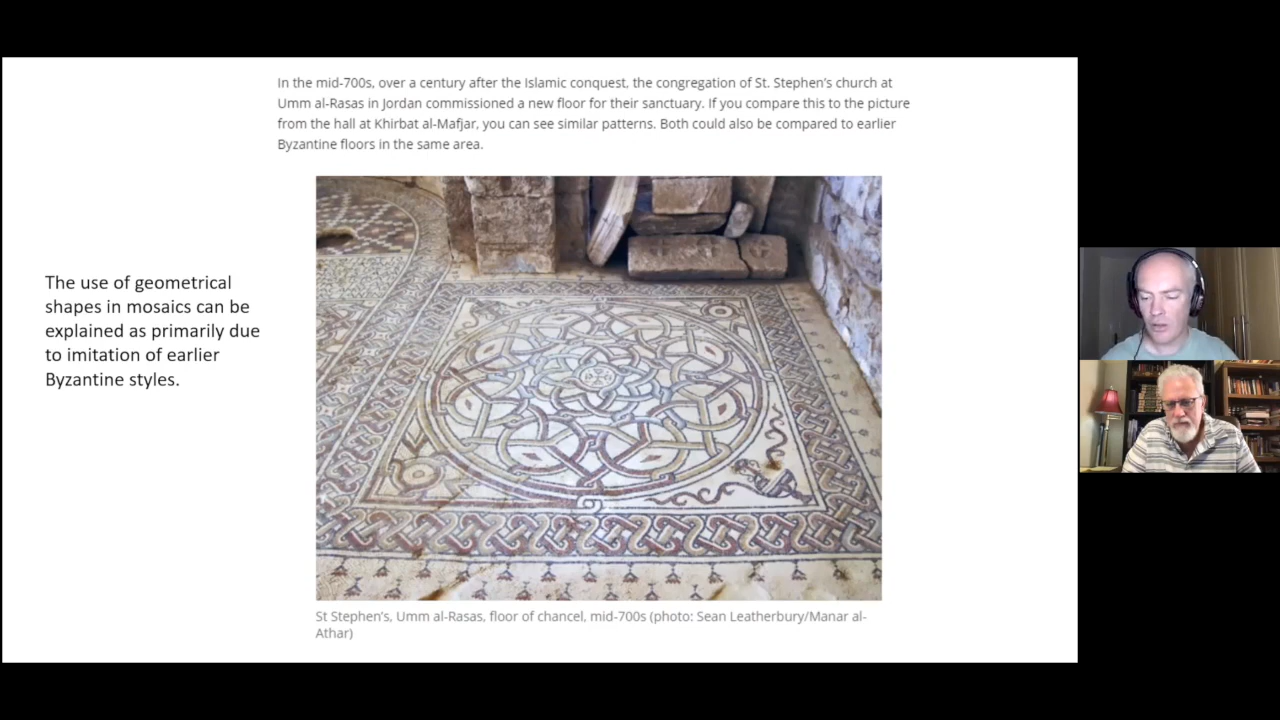 In the mid-700s, over a century after the Islamic conquest, the congregation of St. Stephen's church at
Umm al-Rasas in Jordan commissioned a new floor for their sanctuary. If you compare this to the picture
from the hall at Khirbat al-Mafjar, you can see similar patterns. Both could also be compared to earlier
Byzantine floors in the same area.
The use of geometrical
shapes in mosaics can be
explained as primarily due
to imitation of earlier
Byzantine styles.
St Stephen's, Umm al-Rasas, floor of chancel, mid-700s (photo: Sean Leatherbury/Manar al-
Athar)